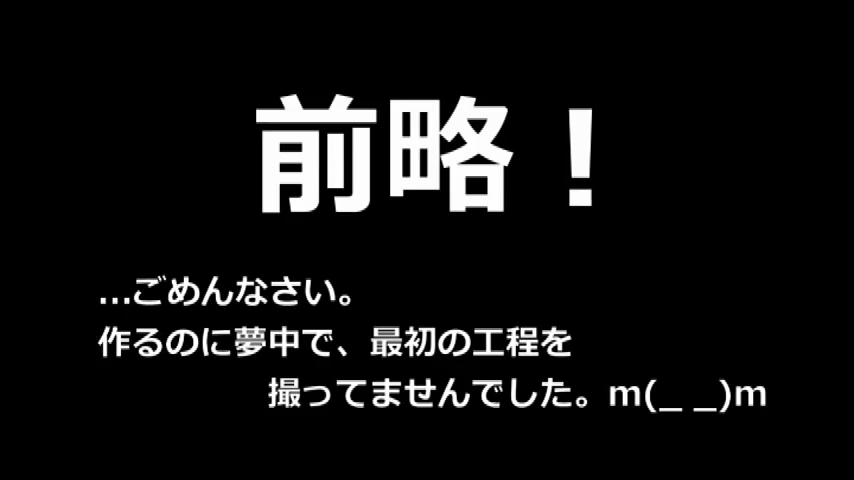 前略！
...ごめんなさい。
作るのに夢中で、最初の工程を
撮ってませんでした。m(_ _)m